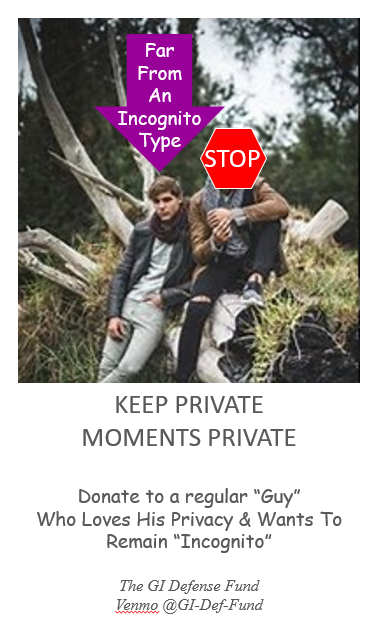 Far
From
An
Incognito
Type
STOP
KEEP PRIVATE
MOMENTS PRIVATE
Donate to a regular “Guy”
Who Loves His Privacy & Wants To
Remain “Incognito”
The GI Defense Fund
Venmo @GI-Def-Fund